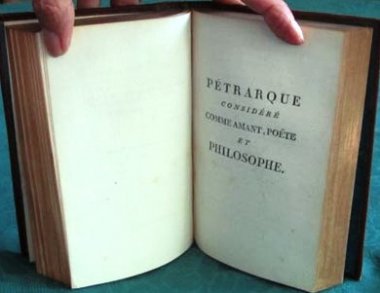 PÉTRARQUE
CONSIDÉRÉ
COMME AMANT, POËTE
ET
PHILOSOPHE.